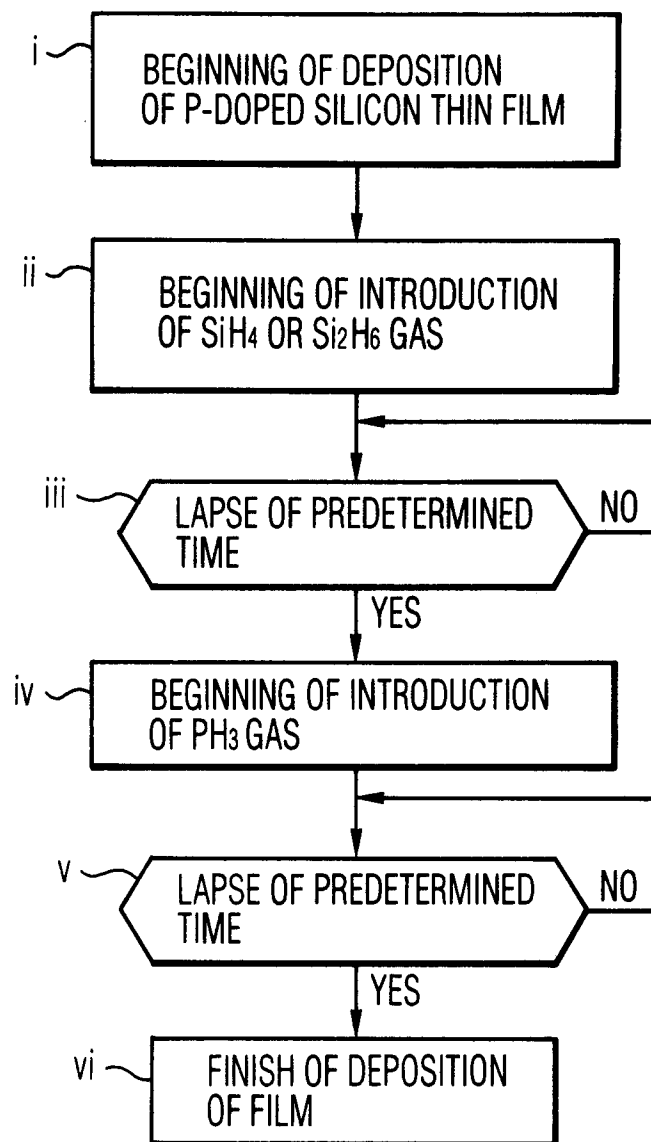 i
BEGINNING OF DEPOSITION
OF P-DOPED SILICON THIN FILM
ii
BEGINNING OF INTRODUCTION
OF SiH₄ OR Si₂H₆ GAS
iii
LAPSE OF PREDETERMINED
TIME
NO
YES
iv
BEGINNING OF INTRODUCTION
OF PH₃ GAS
v
LAPSE OF PREDETERMINED
TIME
NO
YES
vi
FINISH OF DEPOSITION
OF FILM